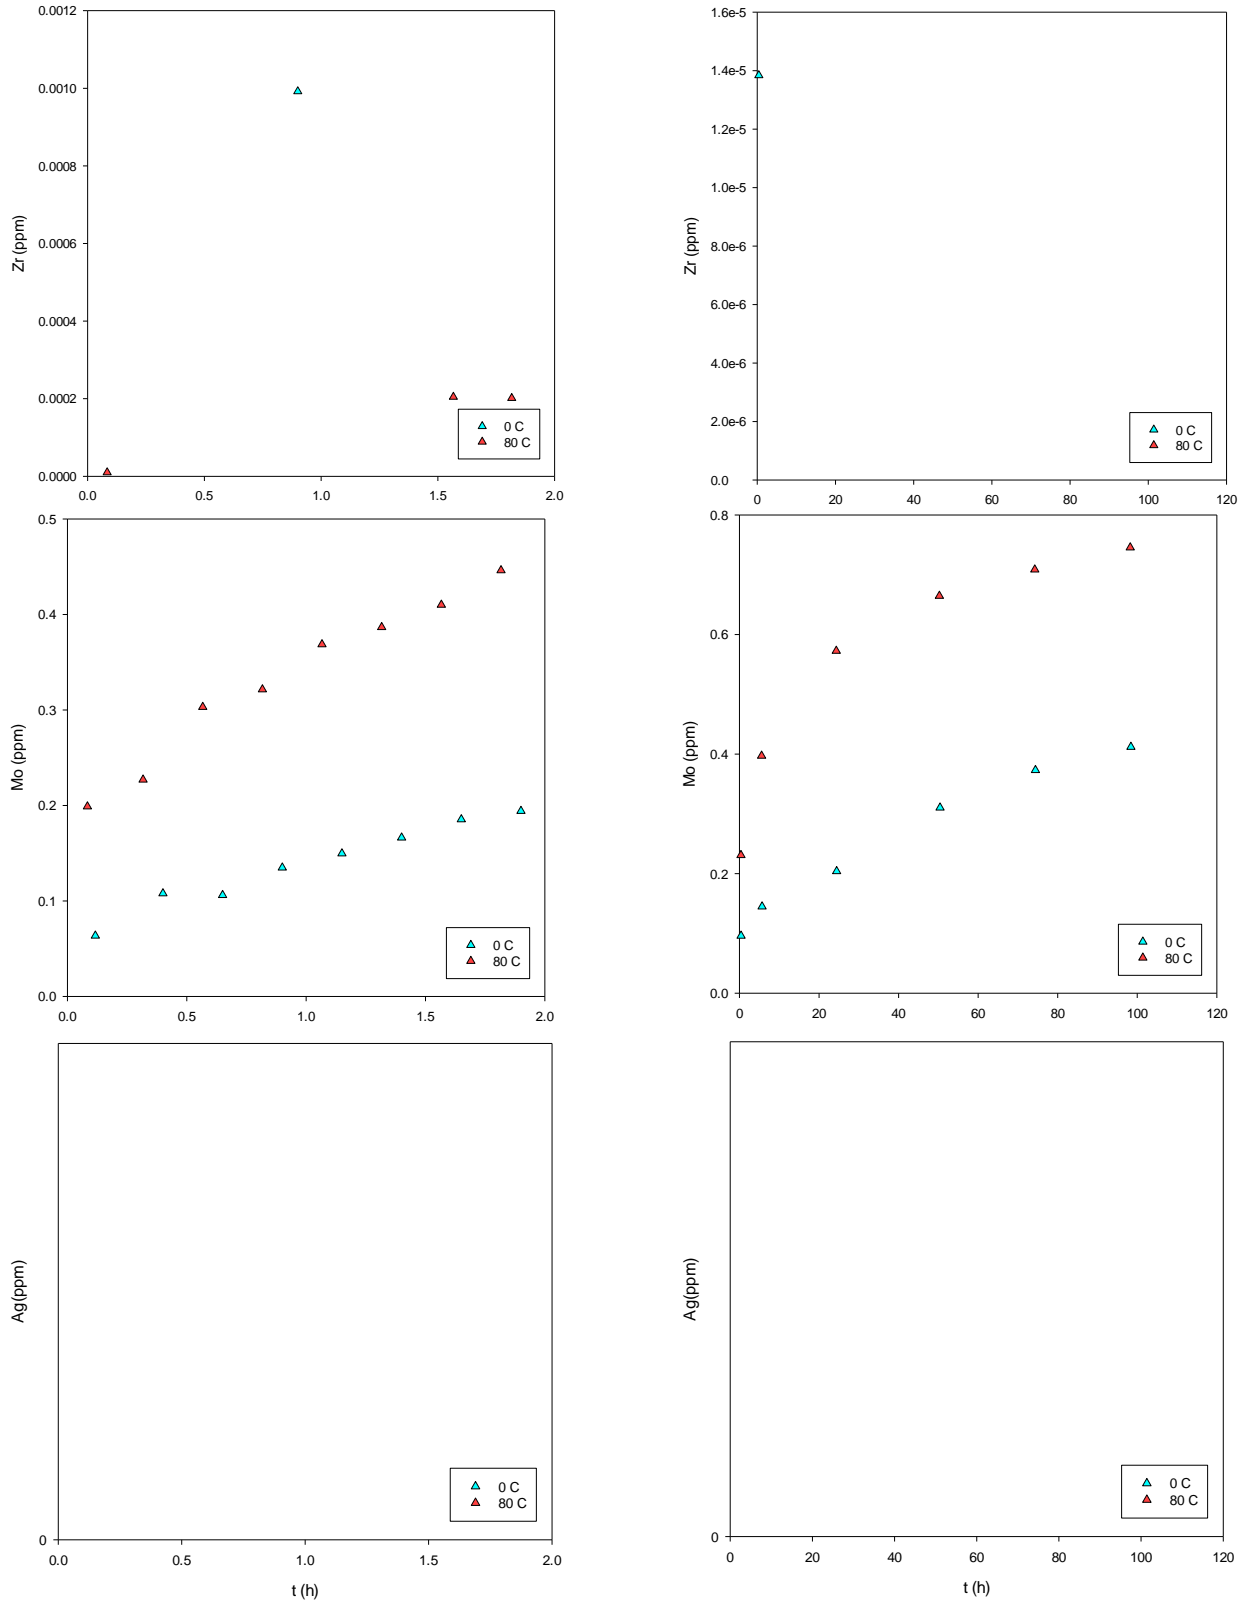 0.0012
0.0010
0.0008
0.0006
0.0004
0.0002
0.0000
Zr (ppm)
0 C
80 C
0.0 0.5 1.0 1.5 2.0
1.6e-5
1.4e-5
1.2e-5
1.0e-5
8.0e-6
6.0e-6
4.0e-6
2.0e-6
0.0
Zr (ppm)
0 C
80 C
0 20 40 60 80 100 120
0.5
0.4
0.3
0.2
0.1
0.0
Mo (ppm)
0 C
80 C
0.0 0.5 1.0 1.5 2.0
0.8
0.6
0.4
0.2
0.0
Mo (ppm)
0 C
80 C
0 20 40 60 80 100 120
Ag(ppm)
0
0 C
80 C
0.0 0.5 1.0 1.5 2.0
t (h)
Ag(ppm)
0
0 C
80 C
0 20 40 60 80 100 120
t (h)